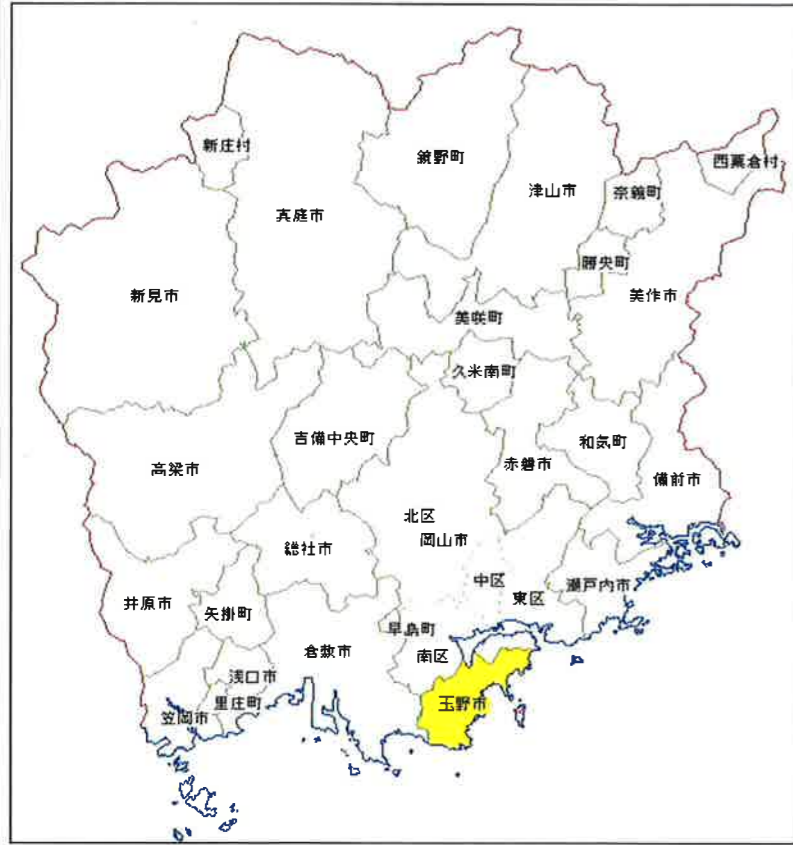 新庄村
鏡野町
西粟倉村
津山市
奈義町
真庭市
勝央町
新見市
美作市
美咲町
久米南町
吉備中央町
和気町
高梁市
赤磐市
備前市
北区
岡山市
総社市
中区
瀬戸内市
東区
井原市
矢掛町
早島町
倉敷市
南区
浅口市
里庄町
玉野市
笠岡市